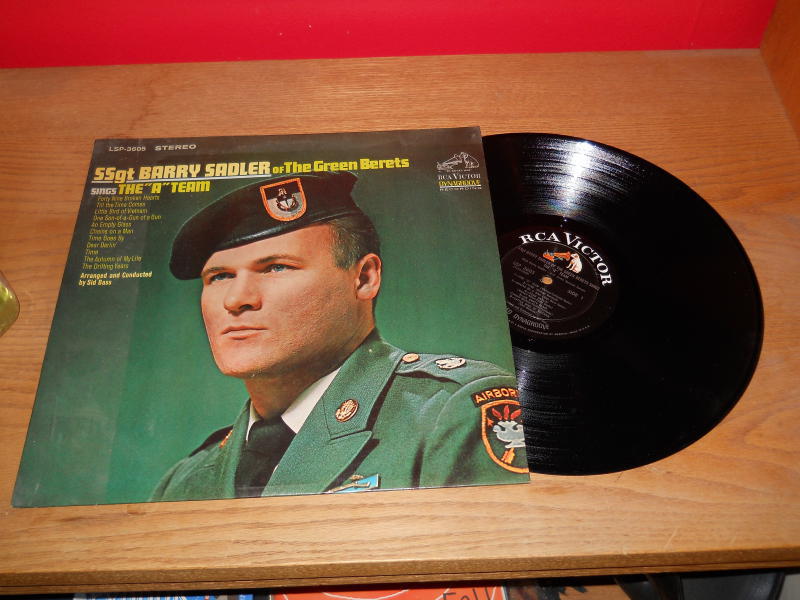 LSP-3605 STEREO
SSgt BARRY SADLER of The Green Berets
SINGS THE "A" TEAM
Forty Nine Broken Hearts
Till the Time Comes
Little Bird of Vietnam
One Son-of-a-Gun of a Gun
An Empty Glass
Chains on a Man
Time Goes By
Dear Darlin'
Time
The Autumn of My Life
The Drifting Years
Arranged and Conducted
by Sid Bass
RCA VICTOR
DYNAGROOVE
RECORDING
AIRBOR
RCA VICTOR
SIDE
DYNAGROOVE